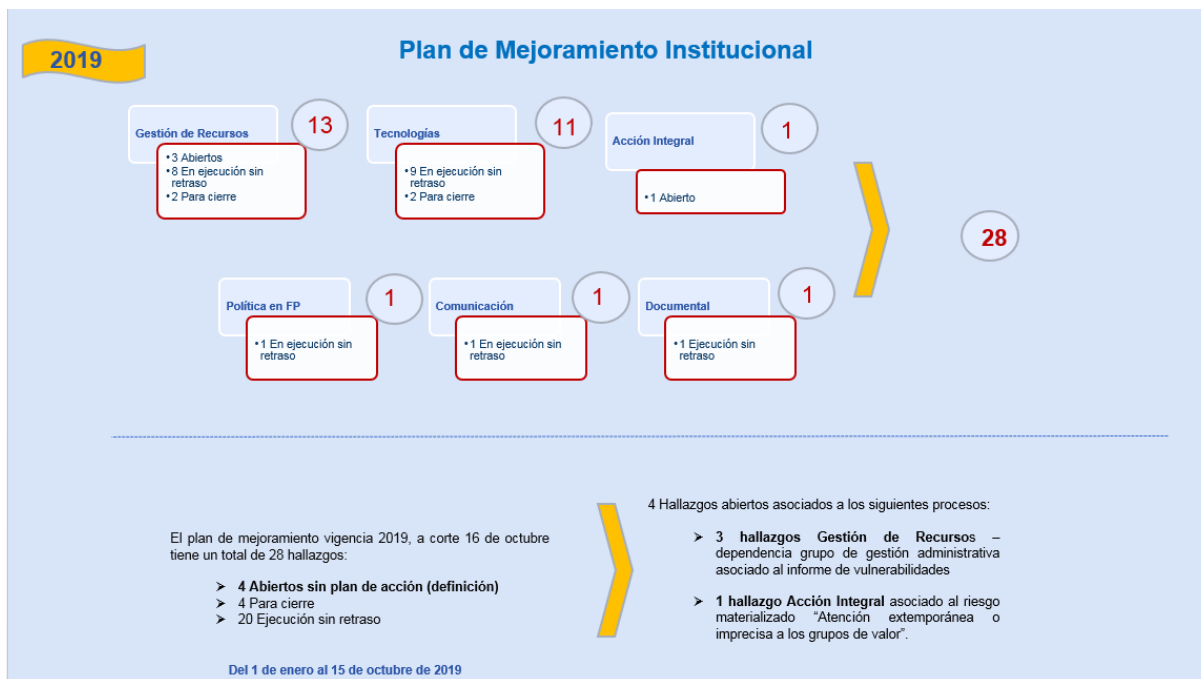 2019
Plan de Mejoramiento Institucional
Gestión de Recursos
13
• 3 Abiertos
• 8 En ejecución sin
retraso
• 2 Para cierre
Tecnologías
11
• 9 En ejecución sin
retraso
• 2 Para cierre
Acción Integral
1
• 1 Abierto
28
Política en FP
1
• 1 En ejecución sin
retraso
Comunicación
1
• 1 En ejecución sin
retraso
Documental
1
• 1 Ejecución sin
retraso
El plan de mejoramiento vigencia 2019, a corte 16 de octubre
tiene un total de 28 hallazgos:
➢ 4 Abiertos sin plan de acción (definición)
➢ 4 Para cierre
➢ 20 Ejecución sin retraso
Del 1 de enero al 15 de octubre de 2019
4 Hallazgos abiertos asociados a los siguientes procesos:
➢ 3 hallazgos Gestión de Recursos –
dependencia grupo de gestión administrativa
asociado al informe de vulnerabilidades
➢ 1 hallazgo Acción Integral asociado al riesgo
materializado “Atención extemporánea o
imprecisa a los grupos de valor”.